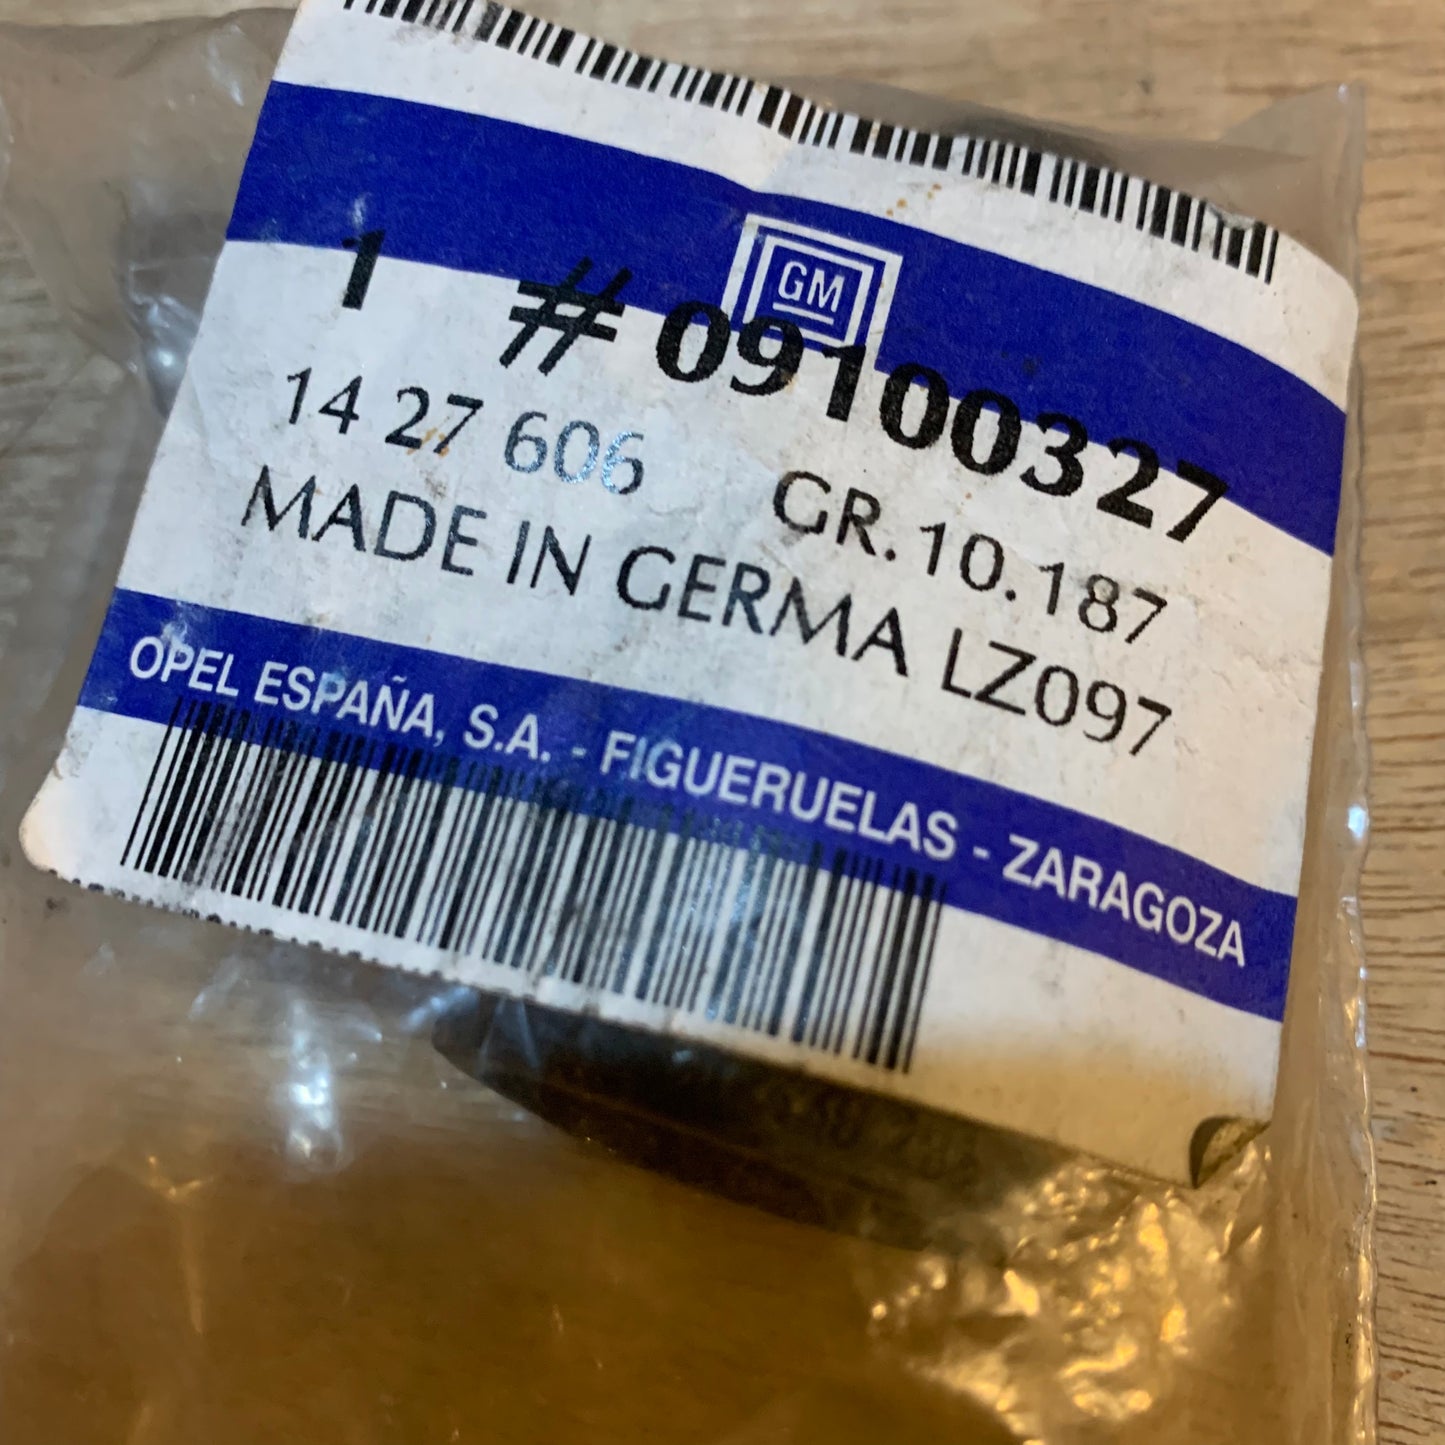 GM
1 #09100327
14 27 606 GR.10.187
MADE IN GERMA LZ097
OPEL ESPAÑA, S.A. - FIGUERUELAS - ZARAGOZA